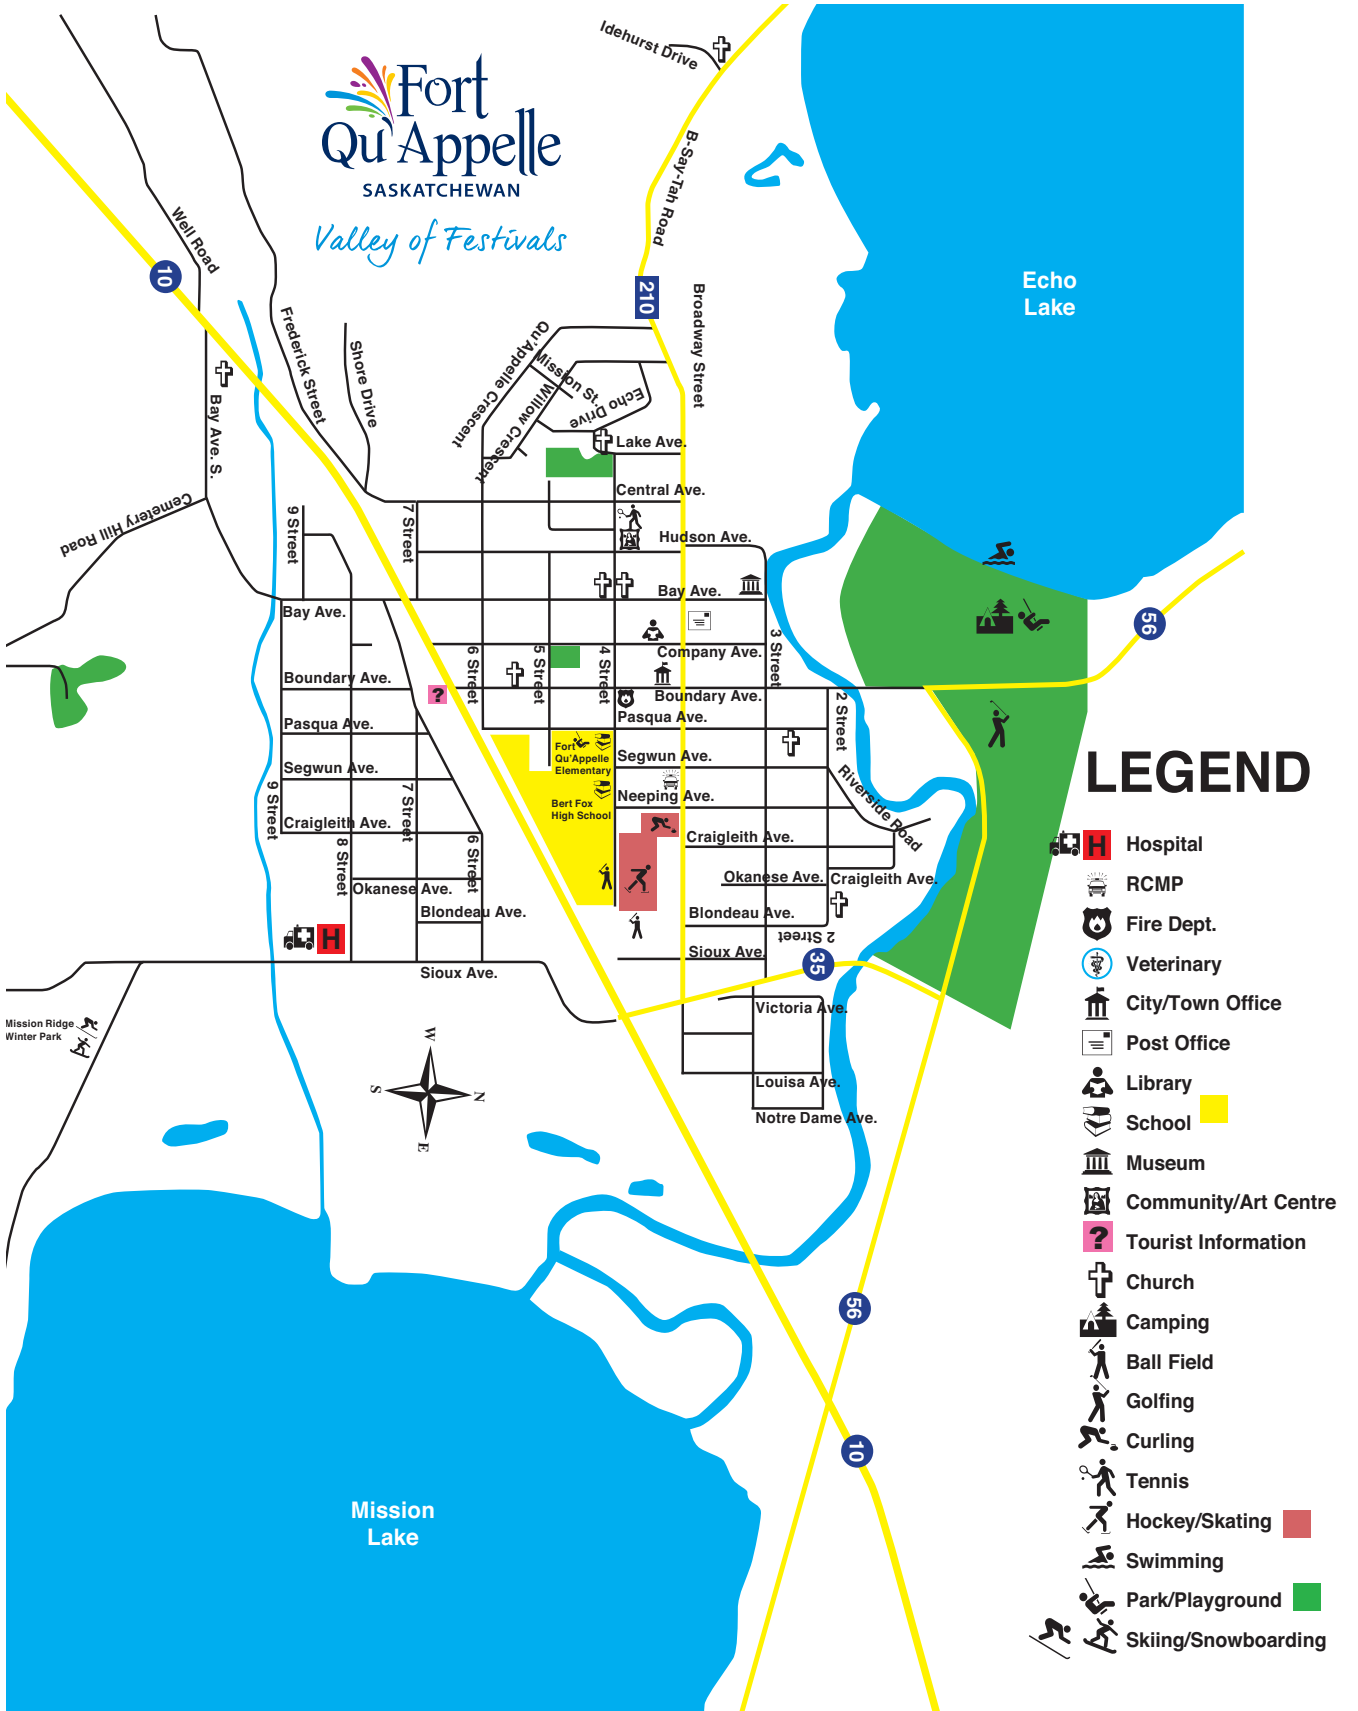 Idehurst Drive
Fort
Qu'Appelle
SASKATCHEWAN
Valley of Festivals
B-Say-Tah Road
Well Road
10
210
Echo
Lake
Broadway Street
Frederick Street
Shore Drive
Qu'Appelle Crescent
Mission St.
Willow Crescent
Echo Drive
Bay Ave. S.
Lake Ave.
Cemetery Hill Road
Central Ave.
9 Street
7 Street
Hudson Ave.
Bay Ave.
Bay Ave.
56
3 Street
Company Ave.
6 Street
5 Street
4 Street
Boundary Ave.
?
Boundary Ave.
2 Street
Pasqua Ave.
Pasqua Ave.
Fort
Qu'Appelle
Elementary
Segwun Ave.
Segwun Ave.
Riverside Road
9 Street
7 Street
Bert Fox
High School
Neeping Ave.
Craigleith Ave.
Craigleith Ave.
8 Street
6 Street
Okanese Ave.
Okanese Ave.
Craigleith Ave.
Blondeau Ave.
Blondeau Ave.
2 Street
H
Sioux Ave.
Sioux Ave.
35
Victoria Ave.
Mission Ridge
Winter Park
W
S
N
E
Louisa Ave.
Notre Dame Ave.
56
10
Mission
Lake
LEGEND
H Hospital
RCMP
Fire Dept.
Veterinary
City/Town Office
Post Office
Library
School
Museum
Community/Art Centre
? Tourist Information
Church
Camping
Ball Field
Golfing
Curling
Tennis
Hockey/Skating
Swimming
Park/Playground
Skiing/Snowboarding